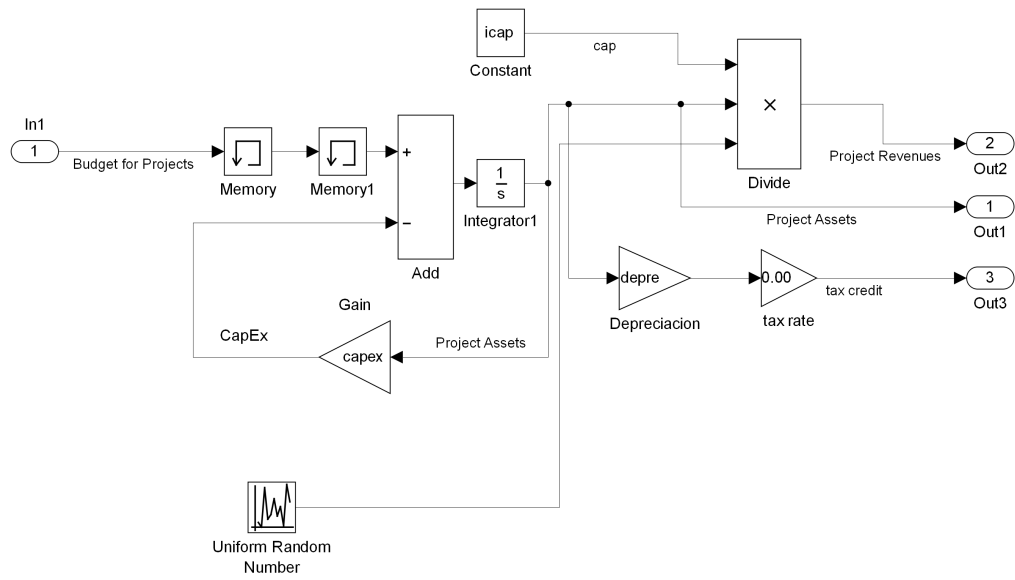 icap
cap
Constant
In1
1
Budget for Projects
Memory
Memory1
+
−
Add
1
s
Integrator1
×
Divide
Project Revenues
2
Out2
1
Project Assets
Out1
depre
Depreciacion
0.00
tax rate
tax credit
3
Out3
Gain
CapEx
capex
Project Assets
Uniform Random
Number